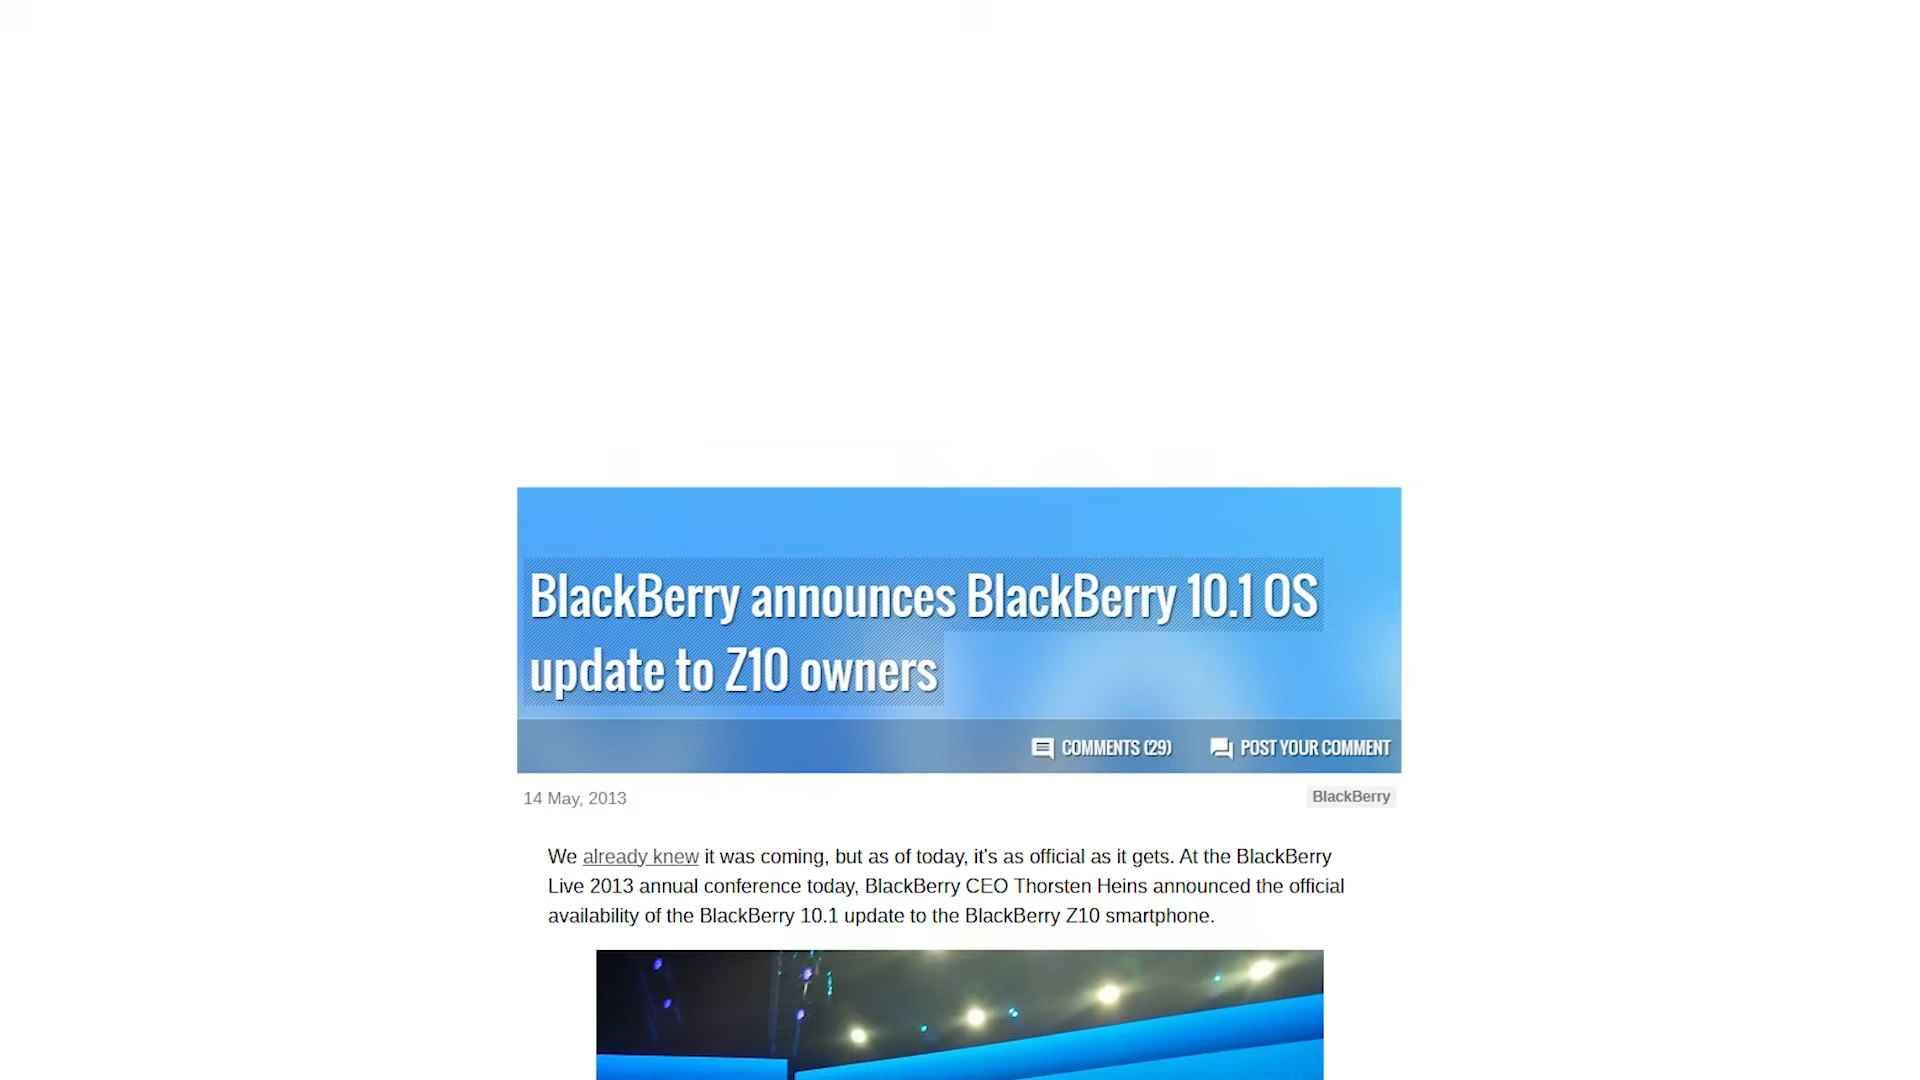 BlackBerry announces BlackBerry 10.1 OS
update to Z10 owners
COMMENTS (29) POST YOUR COMMENT
14 May, 2013 BlackBerry
We already knew it was coming, but as of today, it's as official as it gets. At the BlackBerry
Live 2013 annual conference today, BlackBerry CEO Thorsten Heins announced the official
availability of the BlackBerry 10.1 update to the BlackBerry Z10 smartphone.